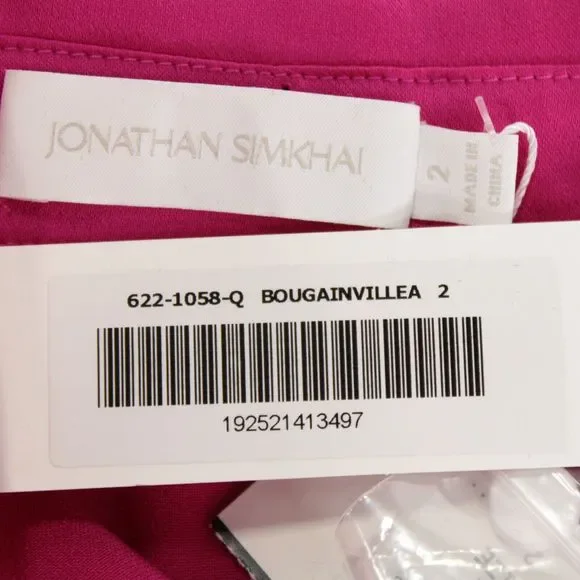 JONATHAN SIMKHAI
2
MADE IN
CHINA
622-1058-Q BOUGAINVILLEA 2
192521413497